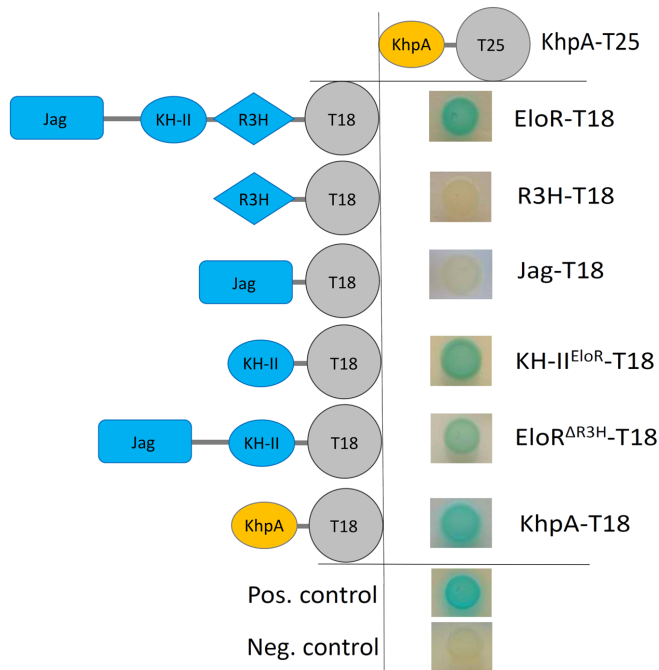 KhpA T25 KhpA-T25
Jag KH-II R3H T18 EloR-T18
R3H T18 R3H-T18
Jag T18 Jag-T18
KH-II T18 KH-II^EloR-T18
Jag KH-II T18 EloR^ΔR3H-T18
KhpA T18 KhpA-T18
Pos. control
Neg. control